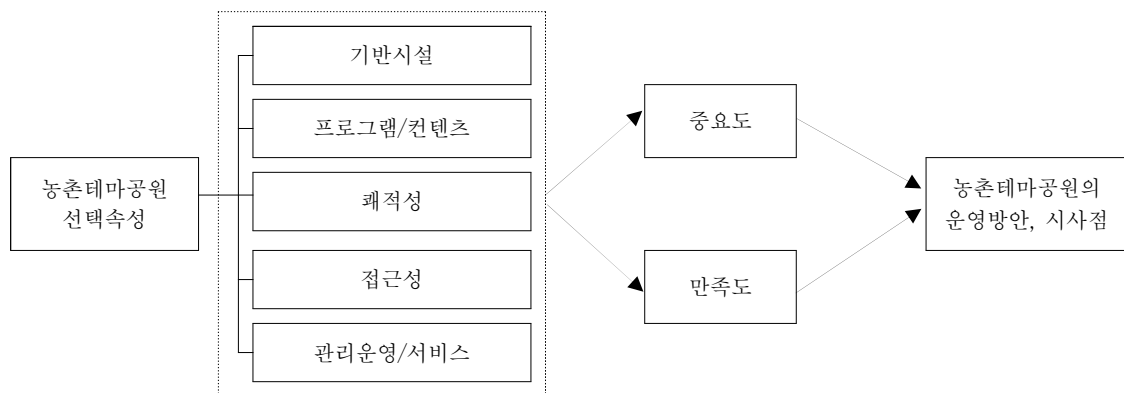 농촌테마공원
선택속성
기반시설
프로그램/컨텐츠
쾌적성
접근성
관리운영/서비스
중요도
만족도
농촌테마공원의
운영방안, 시사점